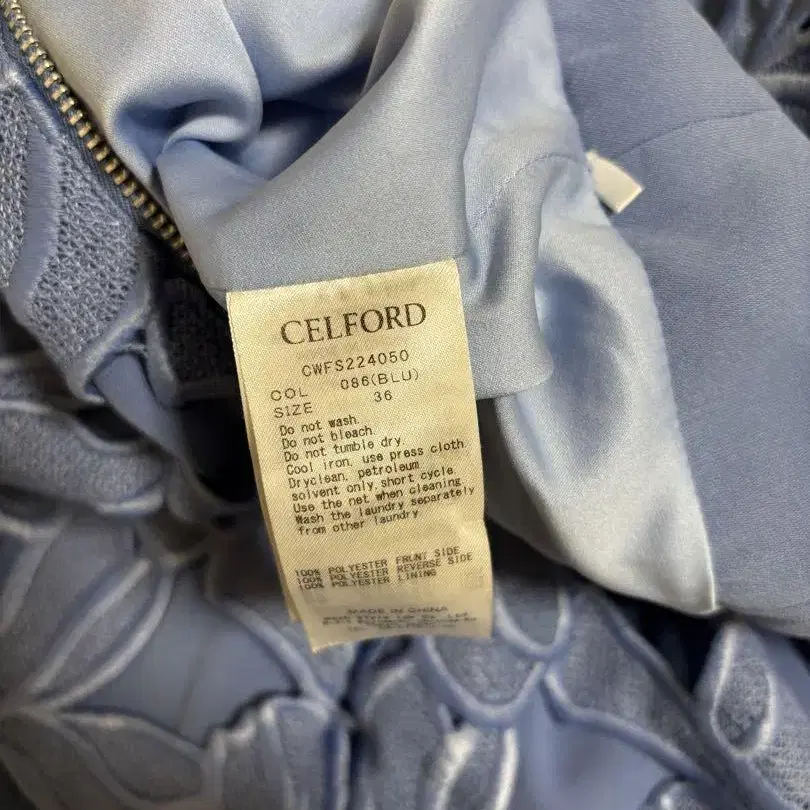 CELFORD
CWFS224050
COL 086(BLU)
SIZE 36
Do not wash.
Do not bleach.
Do not tumble dry.
Cool iron, use press cloth
Dryclean, petroleum
solvent only, short cycle.
Use the net when cleaning.
Wash the laundry separately
from other laundry
100% POLYESTER FRUNT SIDE
100% POLYESTER REVERSE SIDE
100% POLYESTER LINING
MADE IN CHINA